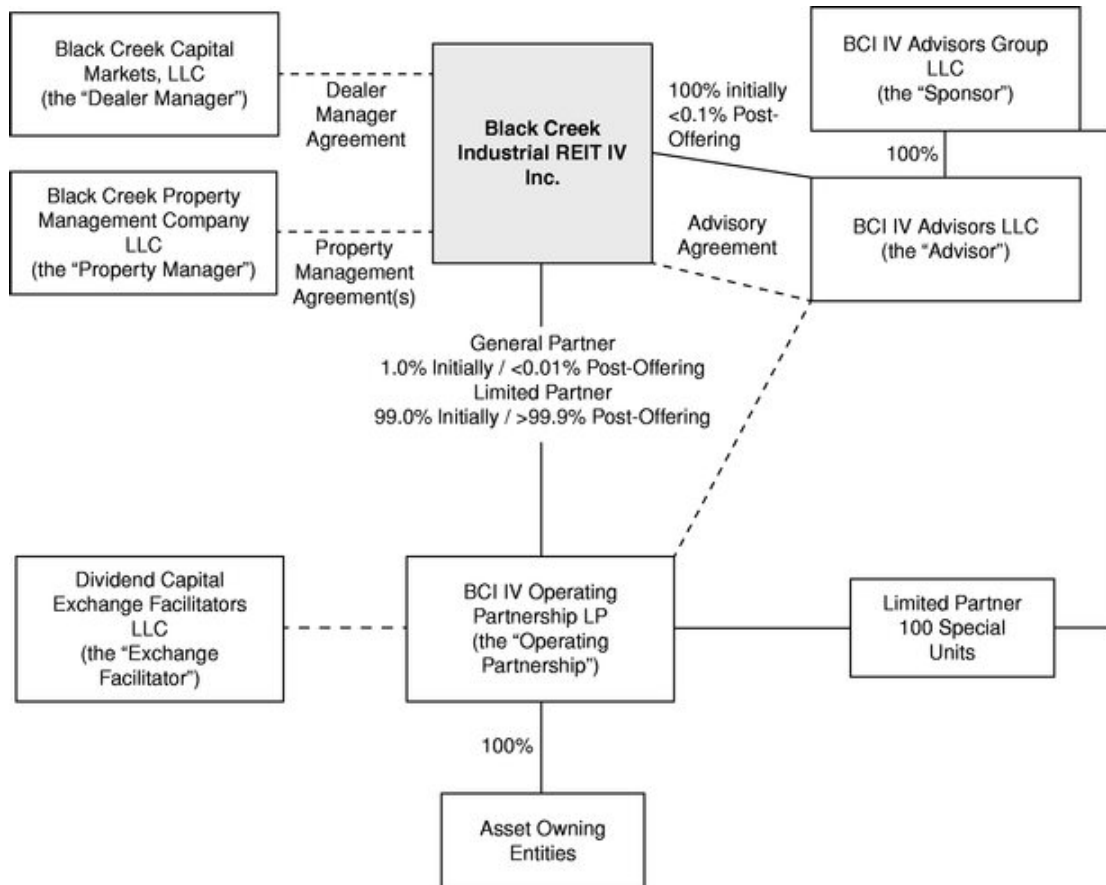 Black Creek Capital
Markets, LLC
(the “Dealer Manager”)
Dealer
Manager
Agreement
Black Creek
Industrial REIT IV
Inc.
100% initially
<0.1% Post-
Offering
BCI IV Advisors Group
LLC
(the “Sponsor”)
100%
Black Creek Property
Management Company
LLC
(the “Property Manager”)
Property
Management
Agreement(s)
Advisory
Agreement
BCI IV Advisors LLC
(the “Advisor”)
General Partner
1.0% Initially / <0.01% Post-Offering
Limited Partner
99.0% Initially / >99.9% Post-Offering
Dividend Capital
Exchange Facilitators
LLC
(the “Exchange
Facilitator”)
BCI IV Operating
Partnership LP
(the “Operating
Partnership”)
Limited Partner
100 Special
Units
100%
Asset Owning
Entities